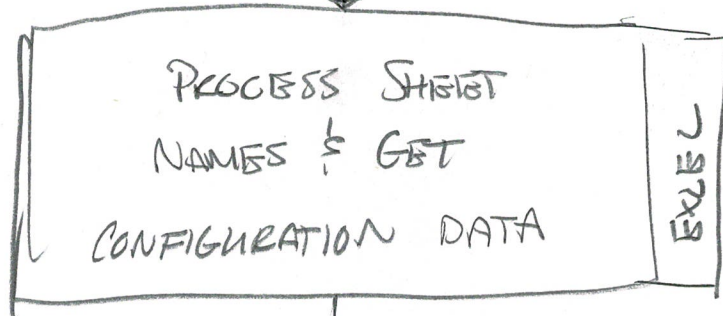 PROCESS SHEET
NAMES & GET
CONFIGURATION DATA
EXCEL